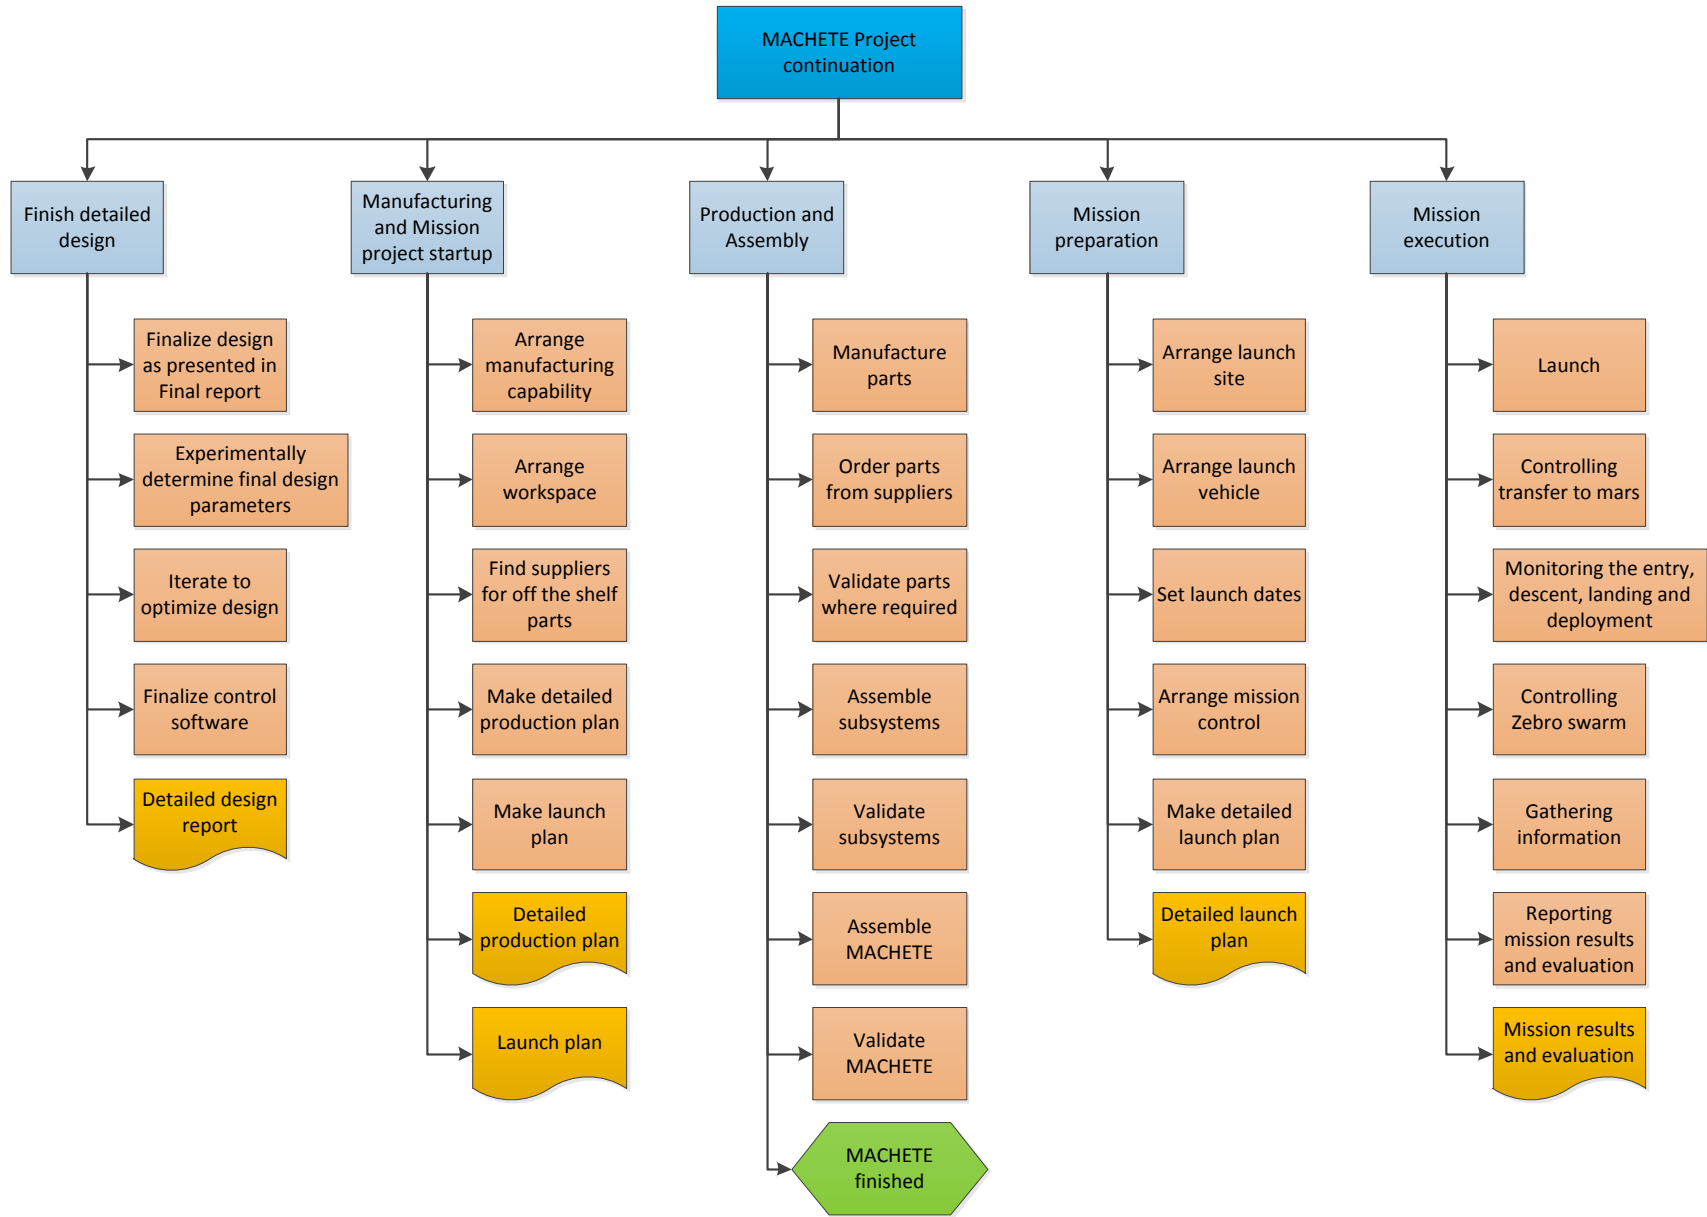 MACHETE Project
continuation
Finish detailed
design
Finalize design
as presented in
Final report
Experimentally
determine final design
parameters
Iterate to
optimize design
Finalize control
software
Detailed design
report
Manufacturing
and Mission
project startup
Arrange
manufacturing
capability
Arrange
workspace
Find suppliers
for off the shelf
parts
Make detailed
production plan
Make launch
plan
Detailed
production plan
Launch plan
Production and
Assembly
Manufacture
parts
Order parts
from suppliers
Validate parts
where required
Assemble
subsystems
Validate
subsystems
Assemble
MACHETE
Validate
MACHETE
MACHETE
finished
Mission
preparation
Arrange launch
site
Arrange launch
vehicle
Set launch dates
Arrange mission
control
Make detailed
launch plan
Detailed launch
plan
Mission
execution
Launch
Controlling
transfer to mars
Monitoring the entry,
descent, landing and
deployment
Controlling
Zebro swarm
Gathering
information
Reporting
mission results
and evaluation
Mission results
and evaluation